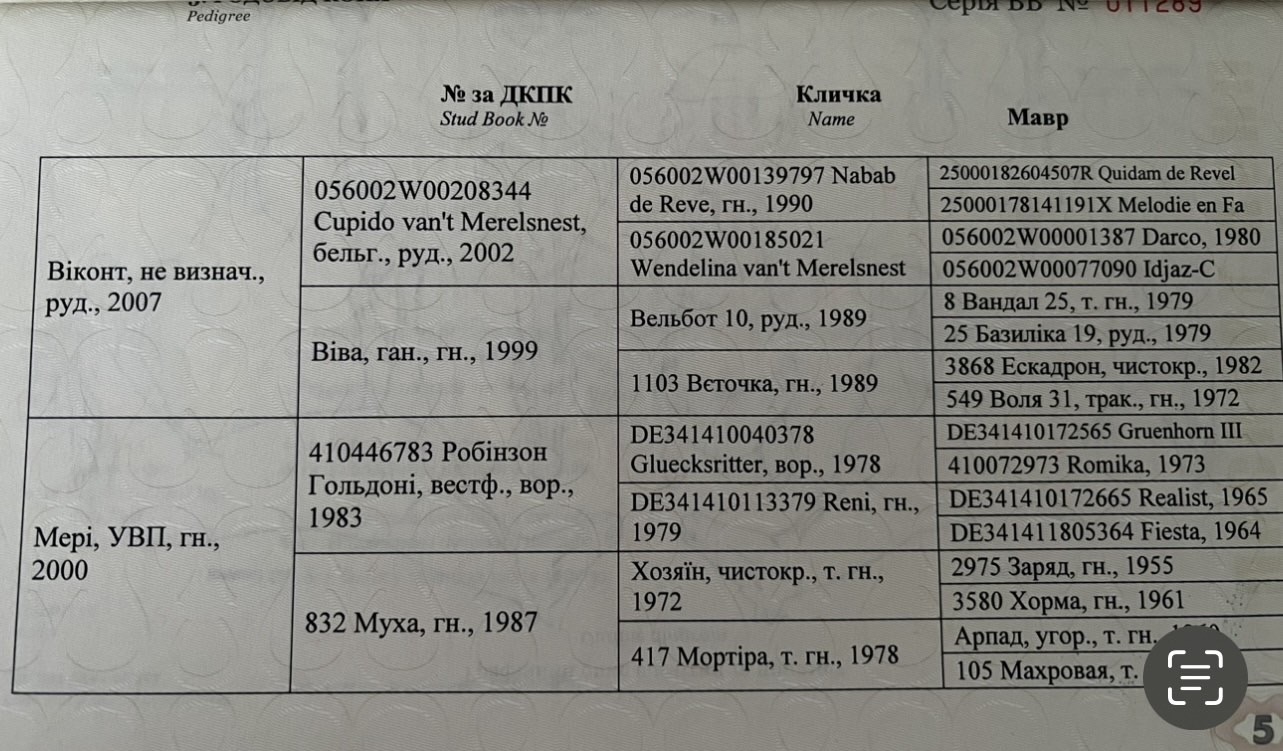 Pedigree
Серія ВВ № 011289
№ за ДКПК
Stud Book №
Кличка
Name
Мавр
Віконт, не визнач.,
руд., 2007
056002W00208344
Cupido van't Merelsnest,
бельг., руд., 2002
056002W00139797 Nabab
de Reve, гн., 1990
25000182604507R Quidam de Revel
25000178141191X Melodie en Fa
056002W00185021
Wendelina van't Merelsnest
056002W00001387 Darco, 1980
056002W00077090 Idjaz-C
Віва, ган., гн., 1999
Вельбот 10, руд., 1989
8 Вандал 25, т. гн., 1979
25 Базиліка 19, руд., 1979
1103 Вєточка, гн., 1989
3868 Ескадрон, чистокр., 1982
549 Воля 31, трак., гн., 1972
Мері, УВП, гн.,
2000
410446783 Робінзон
Гольдоні, вестф., вор.,
1983
DE341410040378
Gluecksritter, вор., 1978
DE341410172565 Gruenhorn III
410072973 Romika, 1973
DE341410113379 Reni, гн.,
1979
DE341410172665 Realist, 1965
DE341411805364 Fiesta, 1964
832 Муха, гн., 1987
Хозяїн, чистокр., т. гн.,
1972
2975 Заряд, гн., 1955
3580 Хорма, гн., 1961
417 Мортіра, т. гн., 1978
Арпад, угор., т. гн.
105 Махровая, т.
5